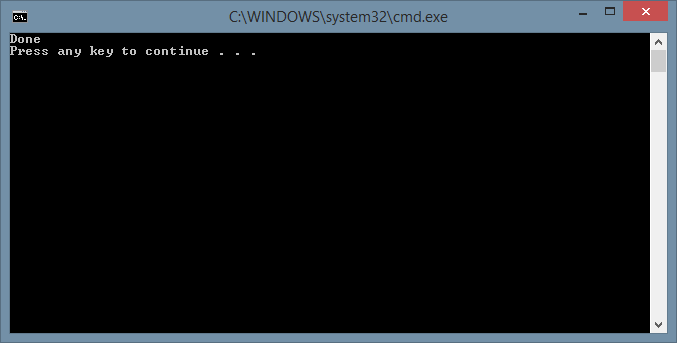 C:\WINDOWS\system32\cmd.exe
Done
Press any key to continue . . .